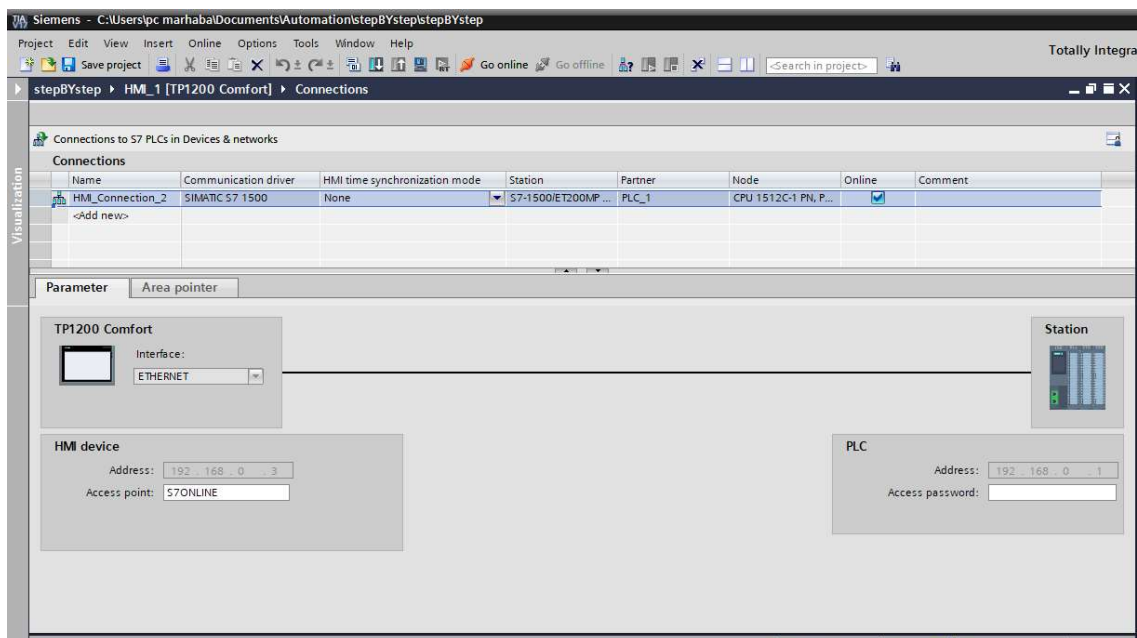 Siemens - C:\Users\pc marhaba\Documents\Automation\stepBYstep\stepBYstep
Project Edit View Insert Online Options Tools Window Help
Totally Integra
Save project Go online Go offline <Search in project>
stepBYstep HMI_1 [TP1200 Comfort] Connections
Visualization
Connections to S7 PLCs in Devices & networks
Connections
Name Communication driver HMI time synchronization mode Station Partner Node Online Comment
HMI_Connection_2 SIMATIC S7 1500 None S7-1500/ET200MP ... PLC_1 CPU 1512C-1 PN, P...
<Add new>
Parameter Area pointer
TP1200 Comfort Station
Interface:
ETHERNET
HMI device PLC
Address: 192 . 168 . 0 . 3 Address: 192 . 168 . 0 . 1
Access point: S7ONLINE Access password: